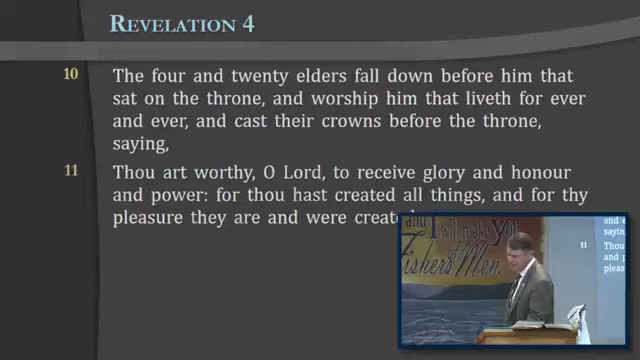 REVELATION 4
10 The four and twenty elders fall down before him that
sat on the throne, and worship him that liveth for ever
and ever, and cast their crowns before the throne,
saying,
11 Thou art worthy, O Lord, to receive glory and honour
and power: for thou hast created all things, and for thy
pleasure they are and were create
and I will make you
Fishers of Men.
and e
saying
11 Thou
and p
pleas